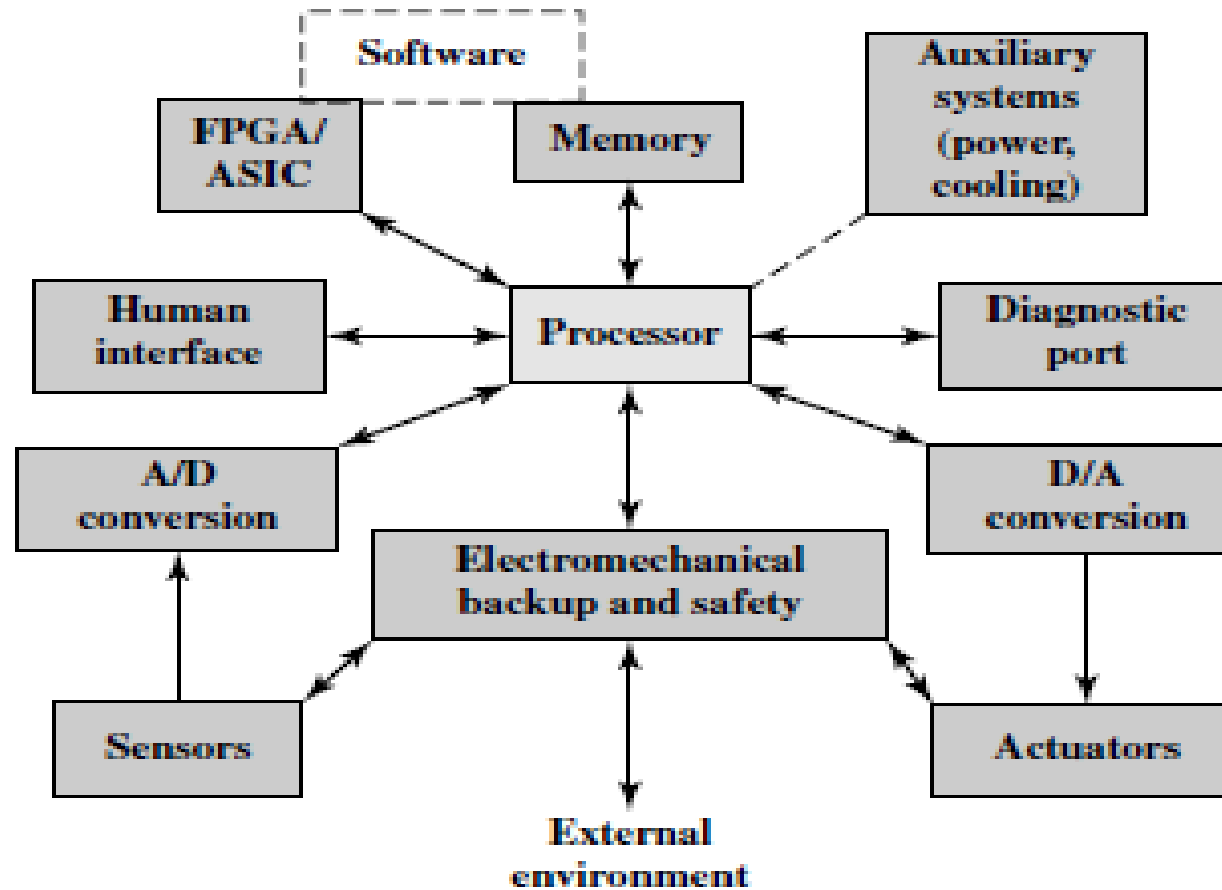 Software
Auxiliary
systems
(power,
cooling)
FPGA/
ASIC
Memory
Human
interface
Processor
Diagnostic
port
A/D
conversion
D/A
conversion
Electromechanical
backup and safety
Sensors
Actuators
External
environment